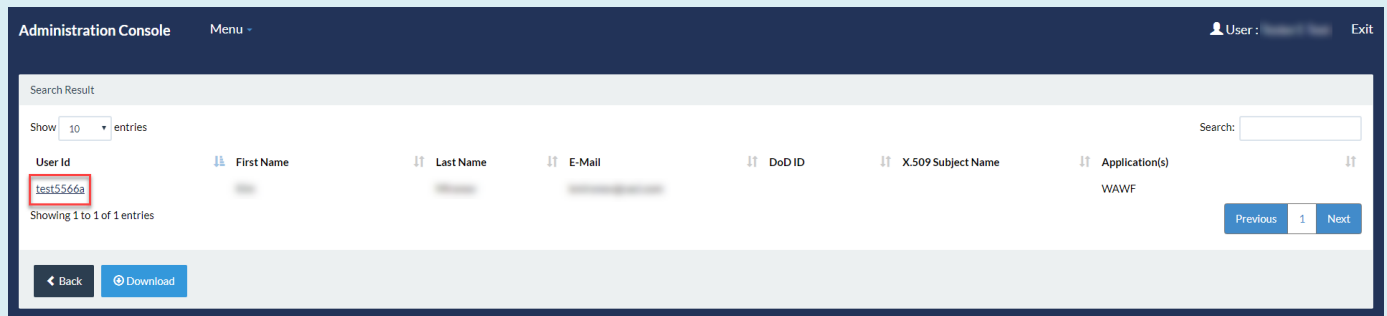 Administration Console Menu User : Exit
Search Result
Show 10 entries Search:
User Id First Name Last Name E-Mail DoD ID X.509 Subject Name Application(s)
test5566a WAWF
Showing 1 to 1 of 1 entries
Previous 1 Next
Back Download